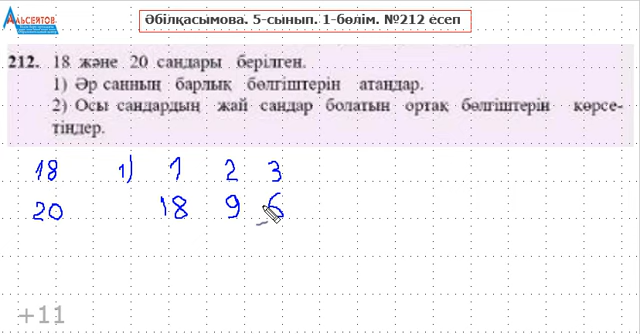 АЛЬСЕИТОВ
Әбілқасымова. 5-сынып. 1-бөлім. №212 есеп
212. 18 және 20 сандары берілген.
1) Әр санның барлық бөлгіштерін атаңдар.
2) Осы сандардың жай сандар болатын ортақ бөлгіштерін көрсе-
тіңдер.
18 1) 1 2 3
20 18 9 6
+11